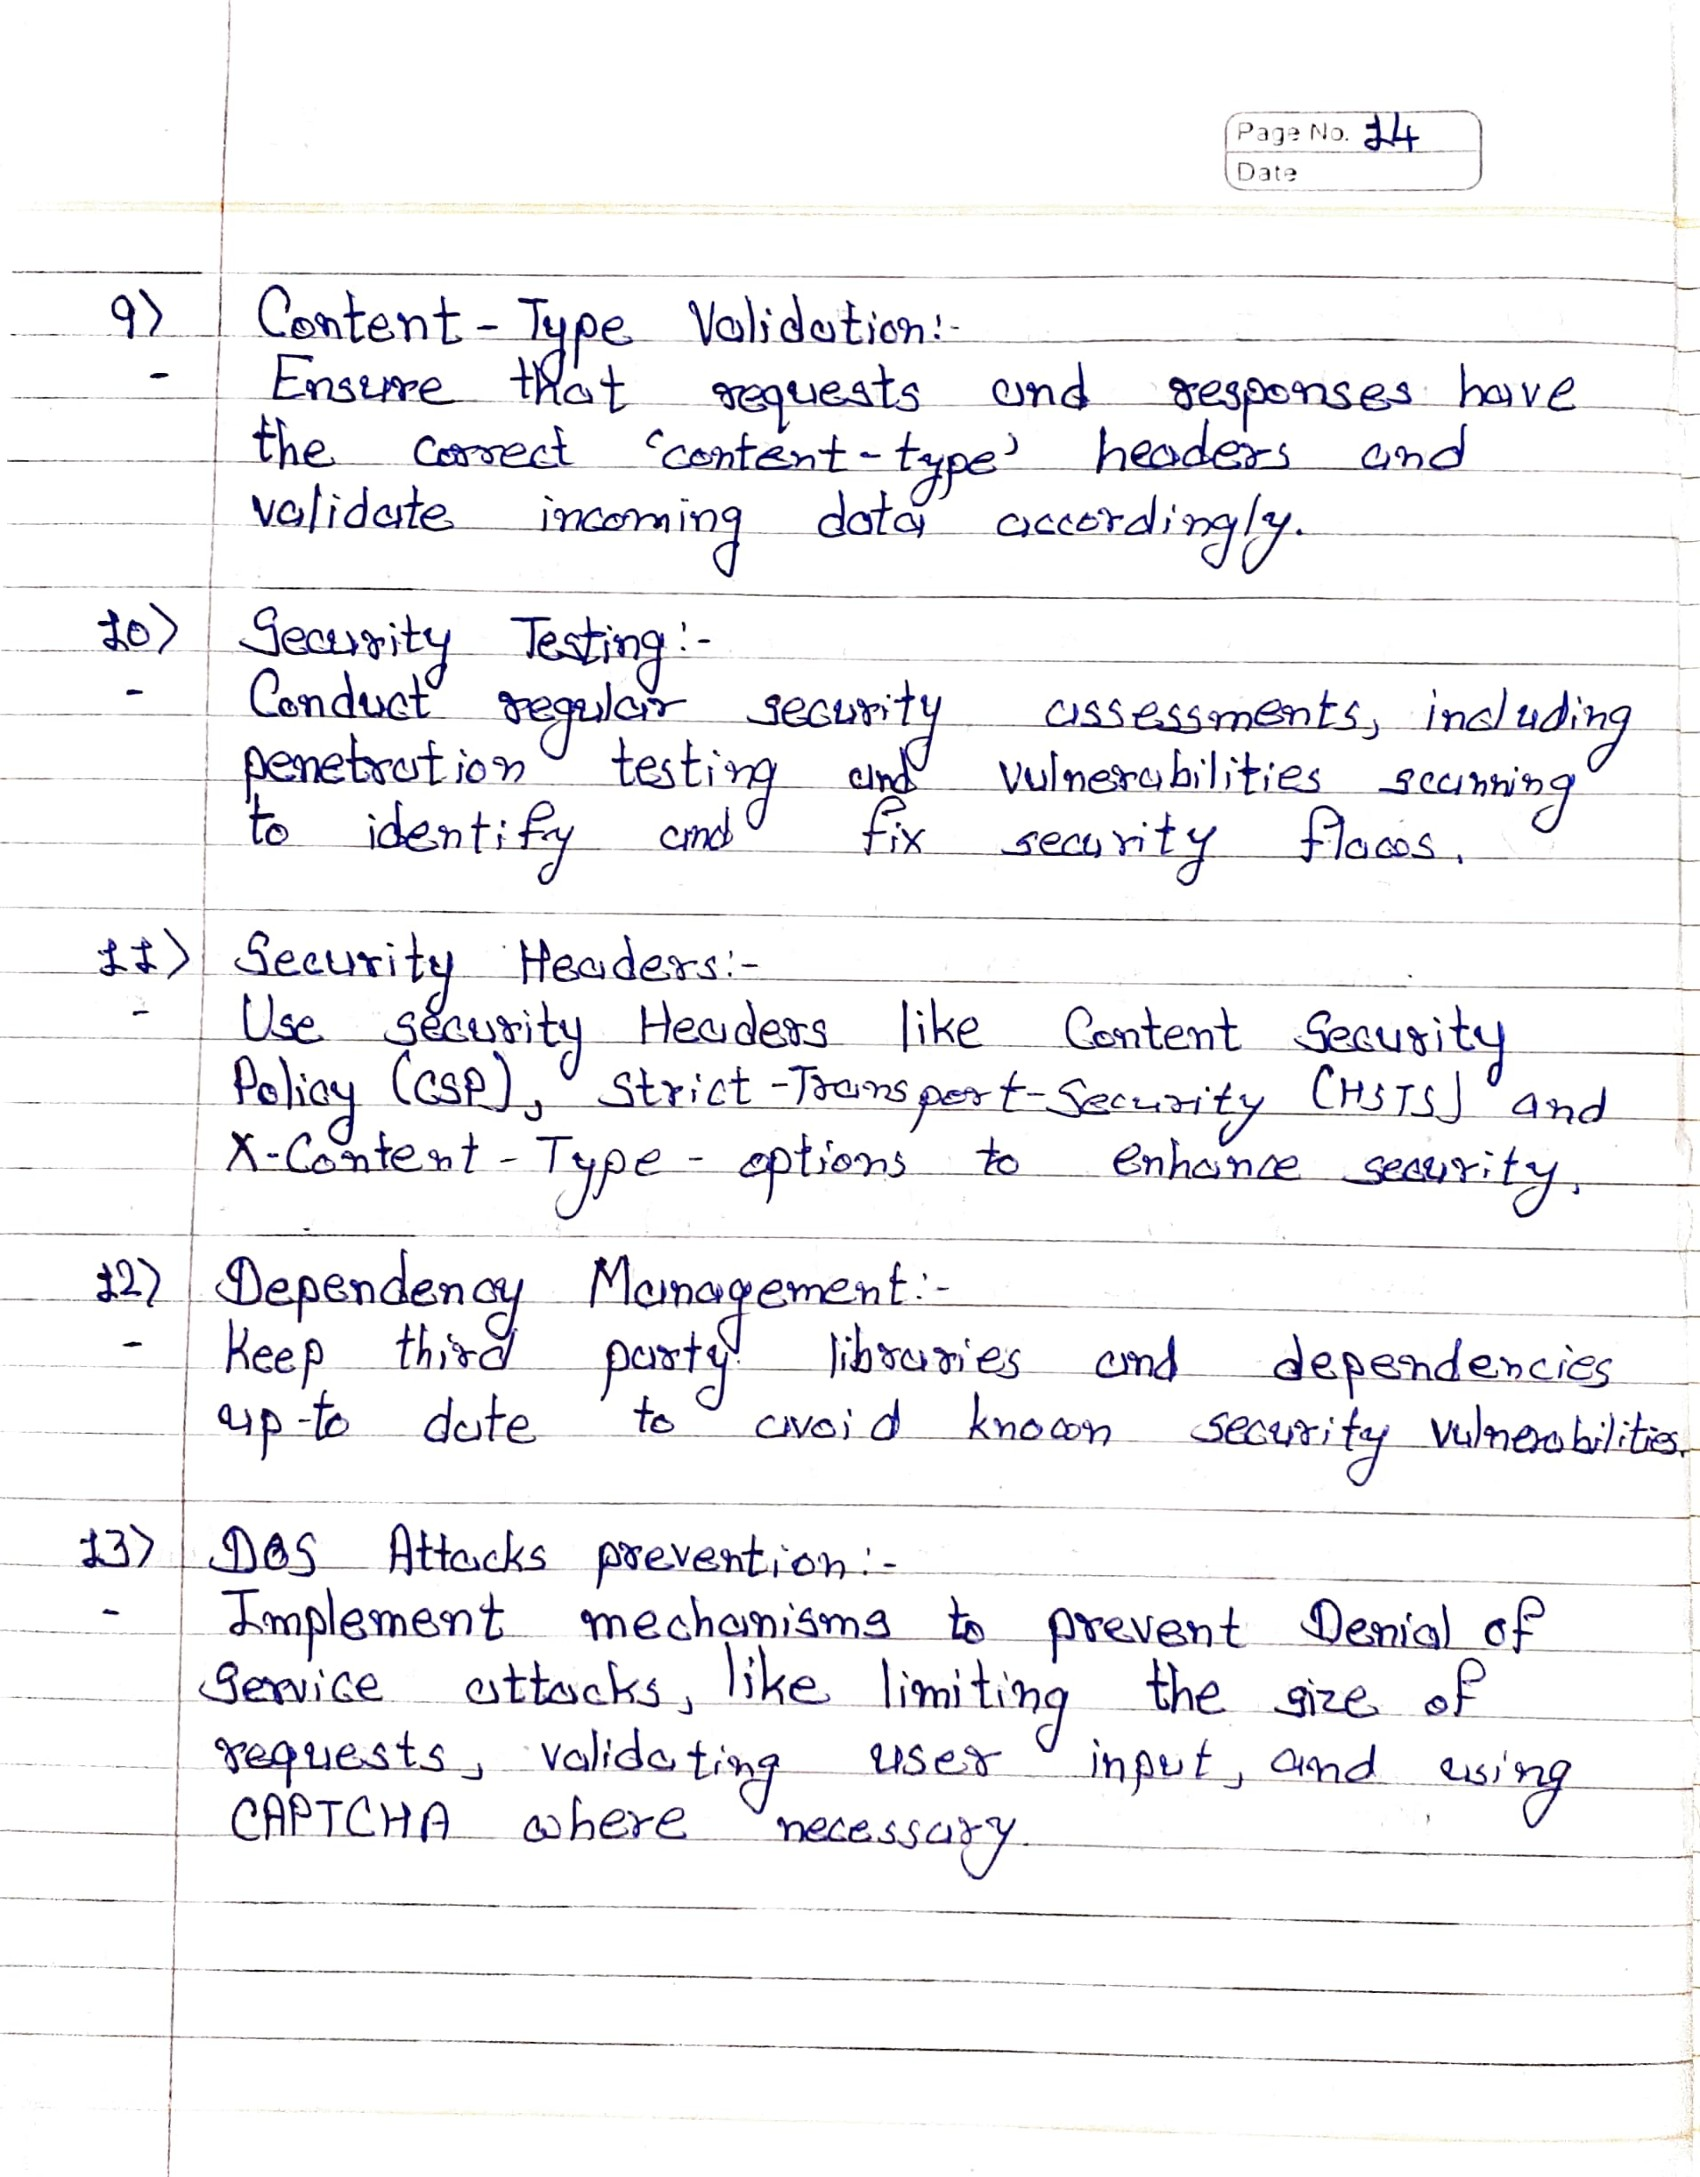 Page No. 14
Date
9) Content-Type Validation:-
- Ensure that requests and responses have
the correct 'content-type' headers and
validate incoming data accordingly.
10) Security Testing:-
- Conduct regular security assessments, including
penetration testing and vulnerabilities scanning
to identify and fix security flaws.
11) Security Headers:-
- Use security Headers like Content Security
Policy (CSP), Strict-Transport-Security (HSTS) and
X-Content-Type-options to enhance security.
12) Dependency Management:-
- Keep third party libraries and dependencies
up-to date to avoid known security vulnerabilities.
13) DOS Attacks prevention:-
- Implement mechanisms to prevent Denial of
Service attacks, like limiting the size of
requests, validating user input, and using
CAPTCHA where necessary.